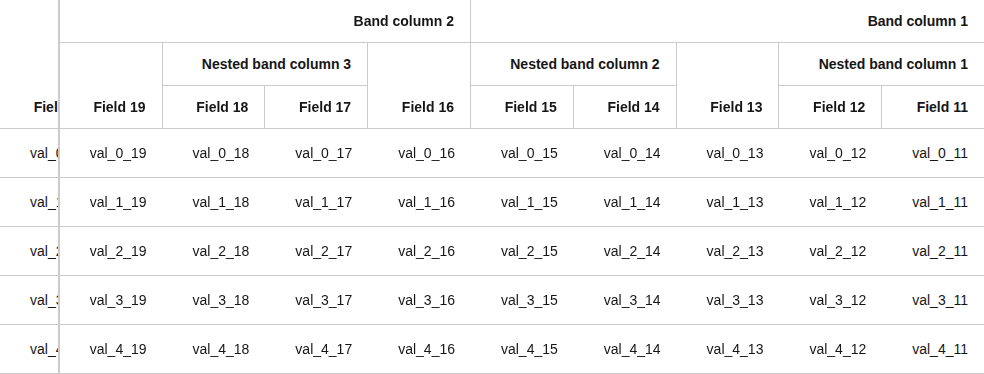 Band column 2 Band column 1
Nested band column 3 Nested band column 2 Nested band column 1
Field 19 Field 18 Field 17 Field 16 Field 15 Field 14 Field 13 Field 12 Field 11
val_0_19 val_0_18 val_0_17 val_0_16 val_0_15 val_0_14 val_0_13 val_0_12 val_0_11
val_1_19 val_1_18 val_1_17 val_1_16 val_1_15 val_1_14 val_1_13 val_1_12 val_1_11
val_2_19 val_2_18 val_2_17 val_2_16 val_2_15 val_2_14 val_2_13 val_2_12 val_2_11
val_3_19 val_3_18 val_3_17 val_3_16 val_3_15 val_3_14 val_3_13 val_3_12 val_3_11
val_4_19 val_4_18 val_4_17 val_4_16 val_4_15 val_4_14 val_4_13 val_4_12 val_4_11